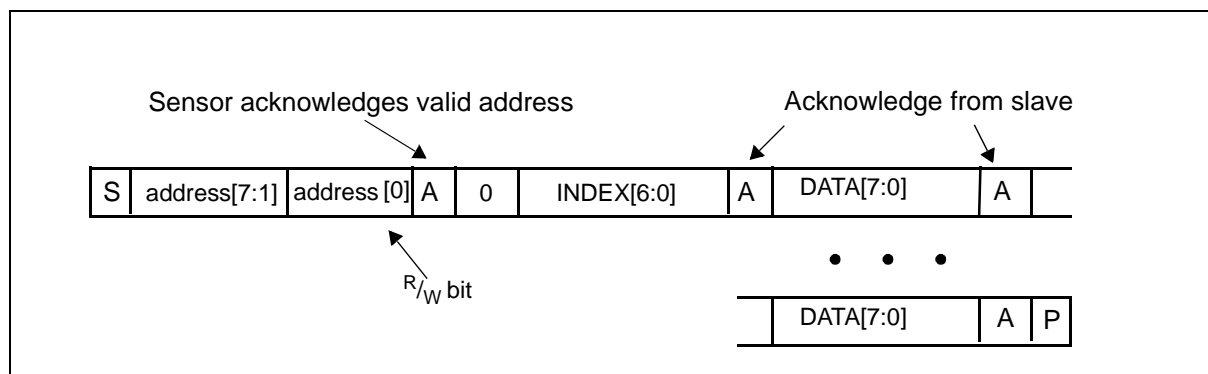 Sensor acknowledges valid address Acknowledge from slave
S address[7:1] address [0] A 0 INDEX[6:0] A DATA[7:0] A
R/W bit
DATA[7:0] A P